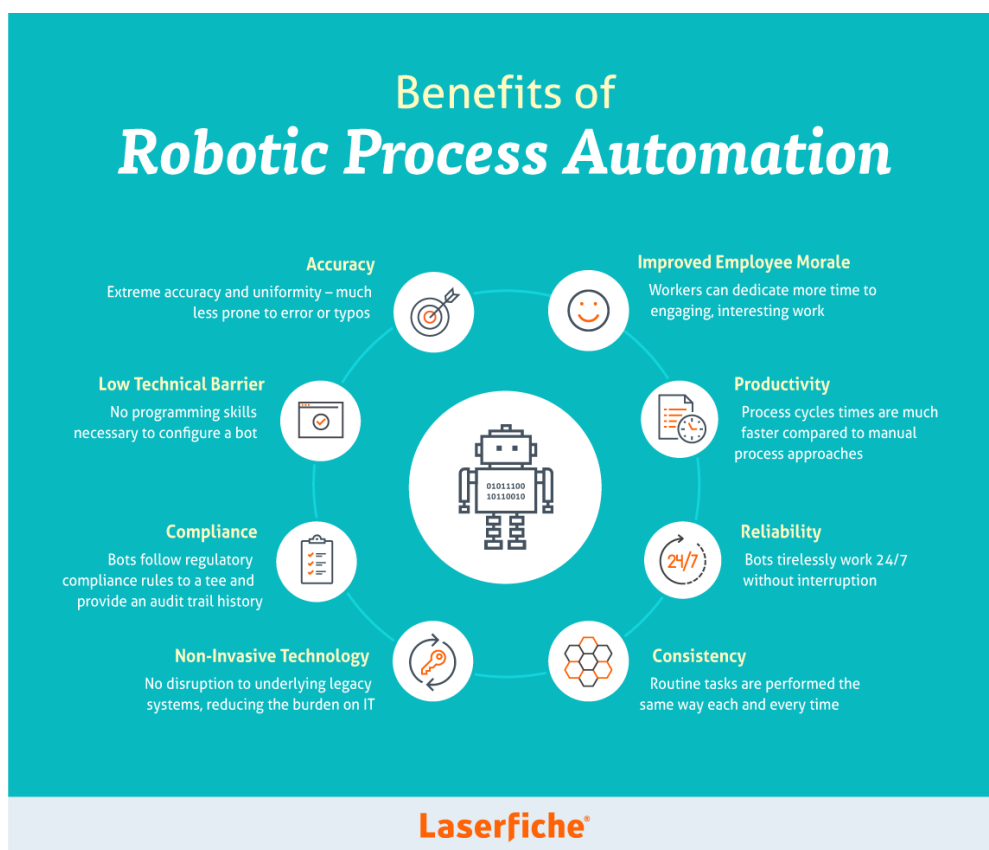 Benefits of
Robotic Process Automation
Accuracy
Extreme accuracy and uniformity – much
less prone to error or typos
Improved Employee Morale
Workers can dedicate more time to
engaging, interesting work
Low Technical Barrier
No programming skills
necessary to configure a bot
Productivity
Process cycles times are much
faster compared to manual
process approaches
01011100
10110010
Compliance
Bots follow regulatory
compliance rules to a tee and
provide an audit trail history
24/7
Reliability
Bots tirelessly work 24/7
without interruption
Non-Invasive Technology
No disruption to underlying legacy
systems, reducing the burden on IT
Consistency
Routine tasks are performed the
same way each and every time
Laserfiche®